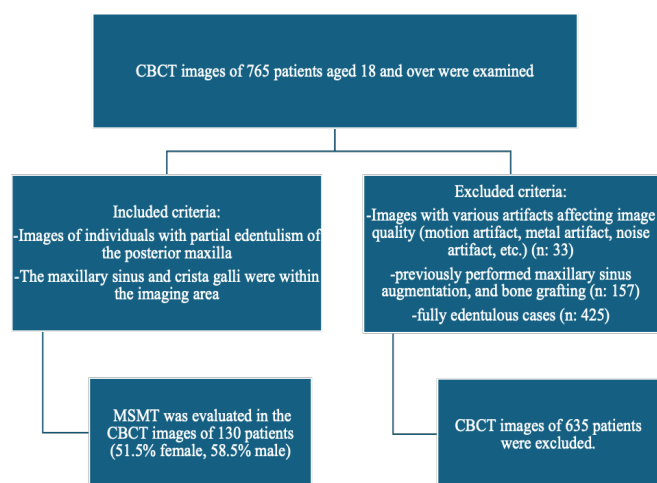 CBCT images of 765 patients aged 18 and over were examined
Included criteria:
-Images of individuals with partial edentulism of
the posterior maxilla
-The maxillary sinus and crista galli were within
the imaging area
Excluded criteria:
-Images with various artifacts affecting image
quality (motion artifact, metal artifact, noise
artifact, etc.) (n: 33)
-previously performed maxillary sinus
augmentation, and bone grafting (n: 157)
-fully edentulous cases (n: 425)
MSMT was evaluated in the
CBCT images of 130 patients
(51.5% female, 58.5% male)
CBCT images of 635 patients
were excluded.